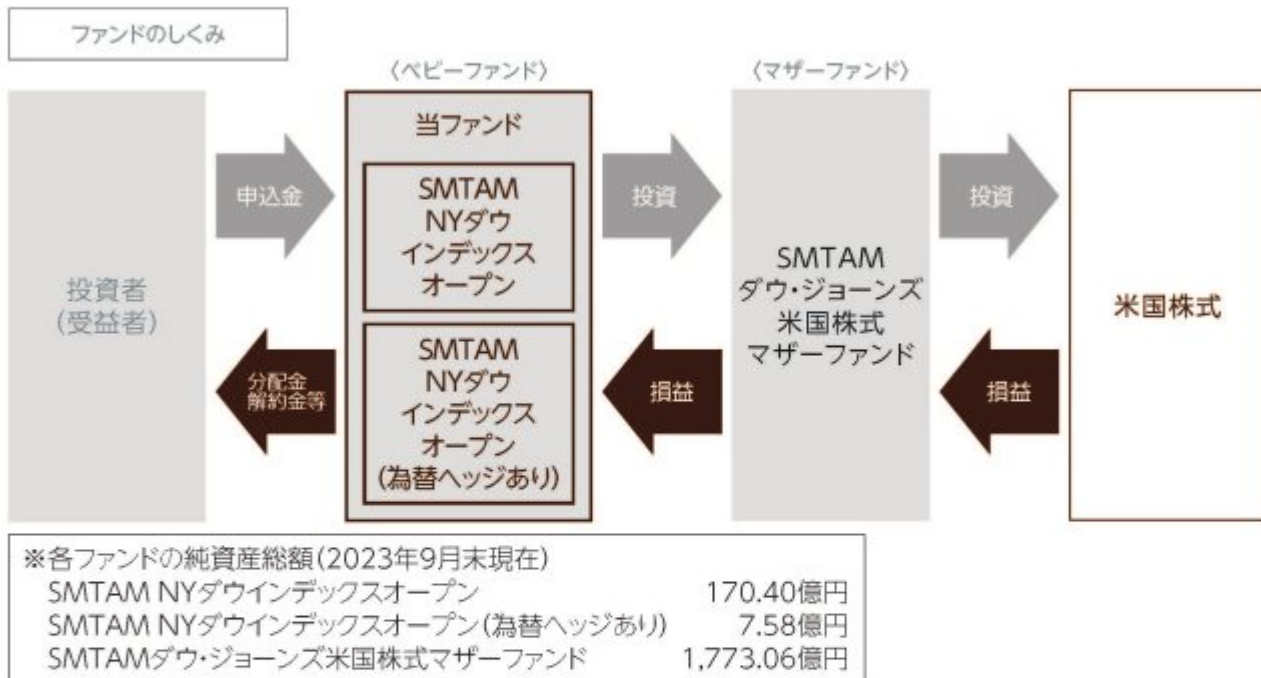 ファンドのしくみ
〈ベビーファンド〉
〈マザーファンド〉
投資者
(受益者)
申込金
分配金
解約金等
当ファンド
SMTAM
NYダウ
インデックス
オープン
SMTAM
NYダウ
インデックス
オープン
(為替ヘッジあり)
投資
損益
SMTAM
ダウ・ジョーンズ
米国株式
マザーファンド
投資
損益
米国株式
※各ファンドの純資産総額(2023年9月末現在)
SMTAM NYダウインデックスオープン 170.40億円
SMTAM NYダウインデックスオープン(為替ヘッジあり) 7.58億円
SMTAMダウ・ジョーンズ米国株式マザーファンド 1,773.06億円